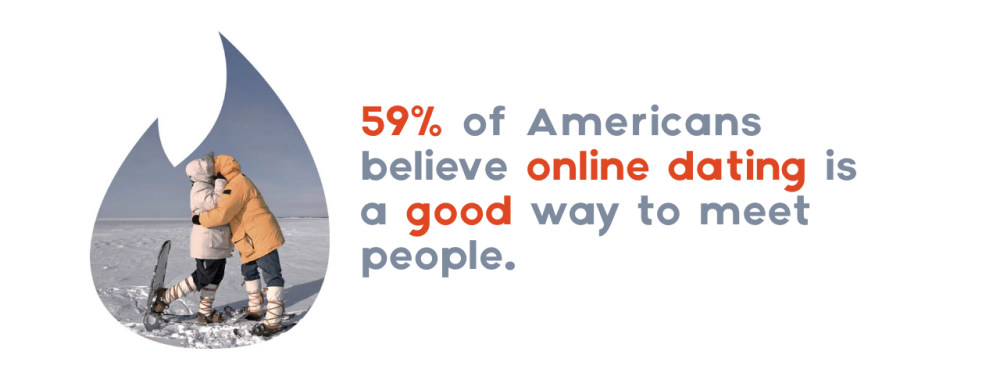 59% of Americans
believe online dating is
a good way to meet
people.